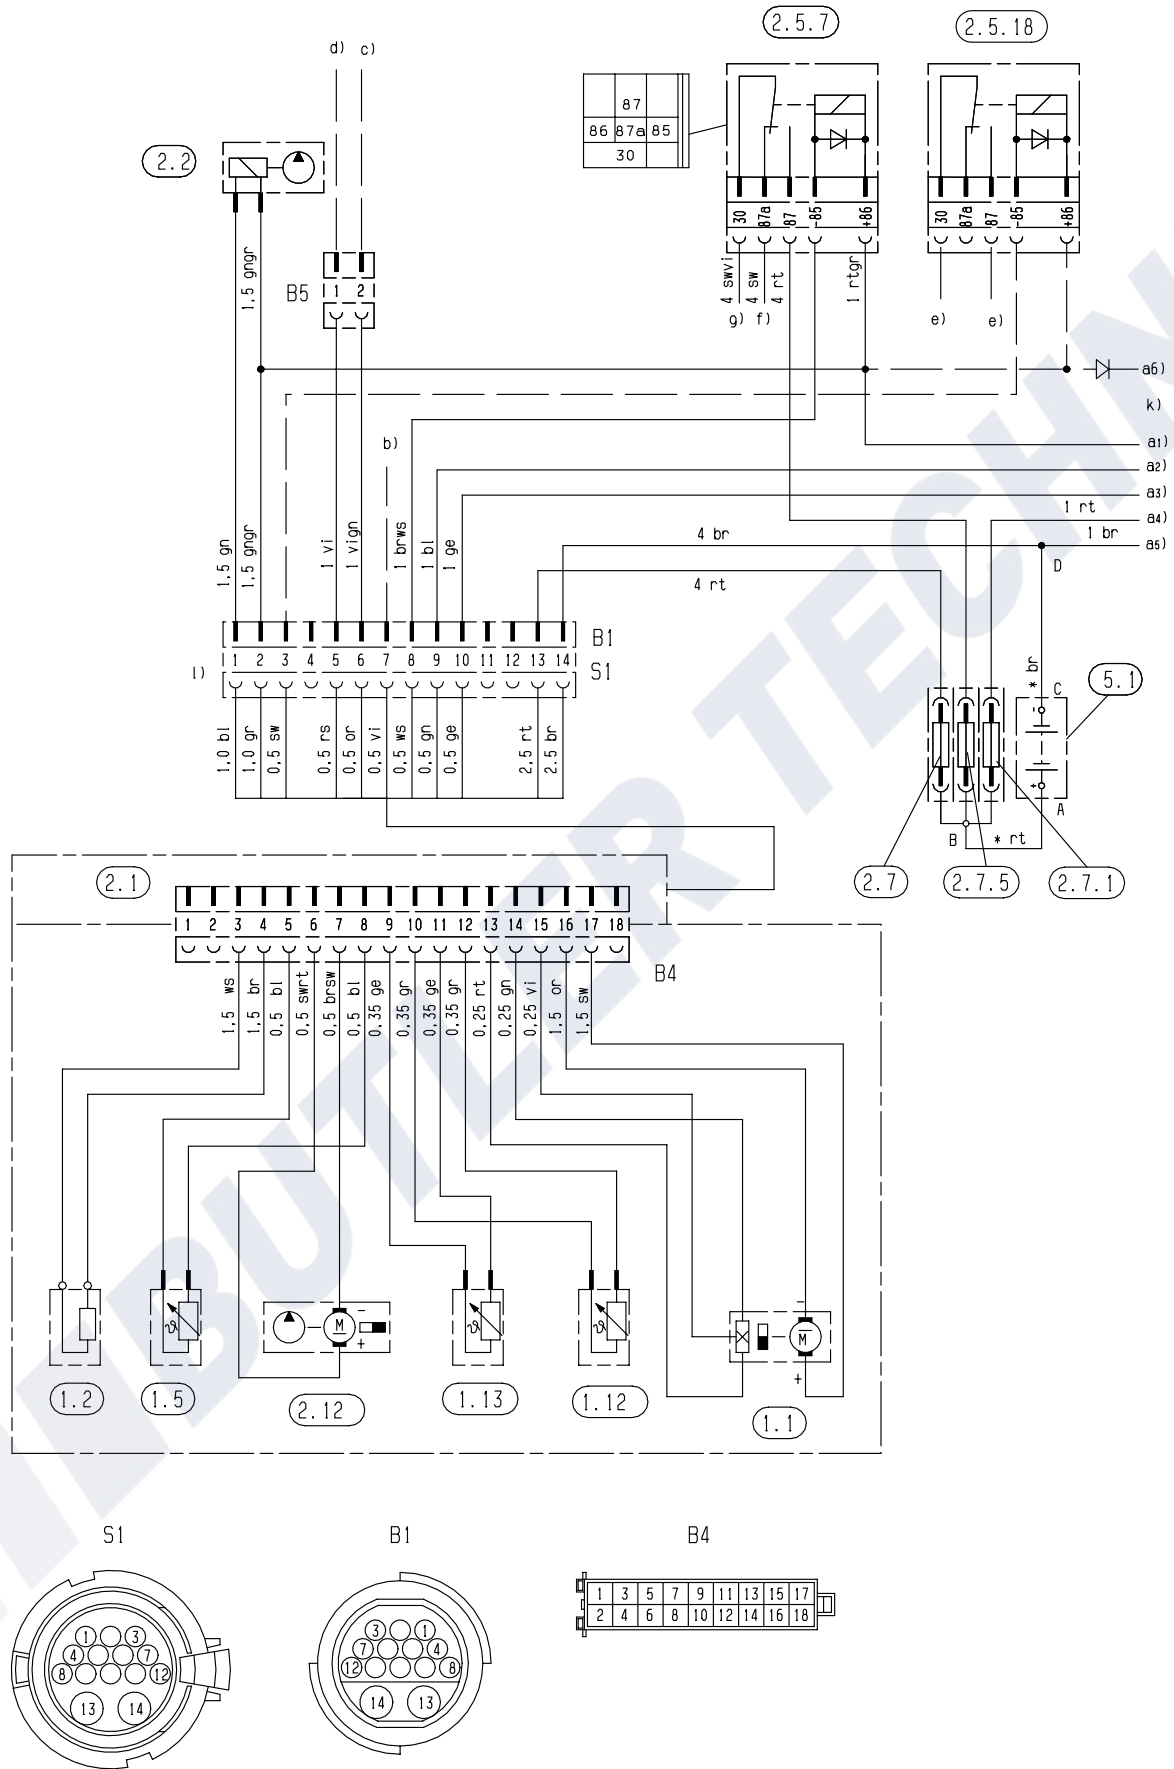 2.5.7
2.5.18
d) c)
87
86 87a 85
30
2.2
30 87a 87 -85 +86
30 87a 87 -85 +86
B5
1 2
1,5 gngr
4 swvi
4 sw
4 rt
1 rtgr
g) f)
e) e)
a6)
k)
b)
a1)
a2)
a3)
1 rt
a4)
4 br
1 br
a5)
D
4 rt
1,5 gn
1,5 gngr
1 vi
1 vign
1 brws
1 bl
1 ge
B1
l)
1 2 3 4 5 6 7 8 9 10 11 12 13 14
S1
* br
C
5.1
-
+
A
B
* rt
1,0 bl
1,0 gr
0,5 sw
0,5 rs
0,5 or
0,5 vi
0,5 ws
0,5 gn
0,5 ge
2,5 rt
2.5 br
2.7
2.7.5
2.7.1
2.1
1 2 3 4 5 6 7 8 9 10 11 12 13 14 15 16 17 18
B4
1,5 ws
1,5 br
0,5 bl
0,5 swrt
0,5 brsw
0,5 bl
0,35 ge
0,35 gr
0,35 ge
0,35 gr
0,25 rt
0,25 gn
0,25 vi
1,5 or
1,5 sw
ϑ
M
-
+
ϑ
ϑ
-
M
+
1.2
1.5
2.12
1.13
1.12
1.1
S1
B1
B4
1 3
4 7
8 12
13 14
3 1
7 4
12 8
14 13
1 3 5 7 9 11 13 15 17
2 4 6 8 10 12 14 16 18
BUTLER TECHN